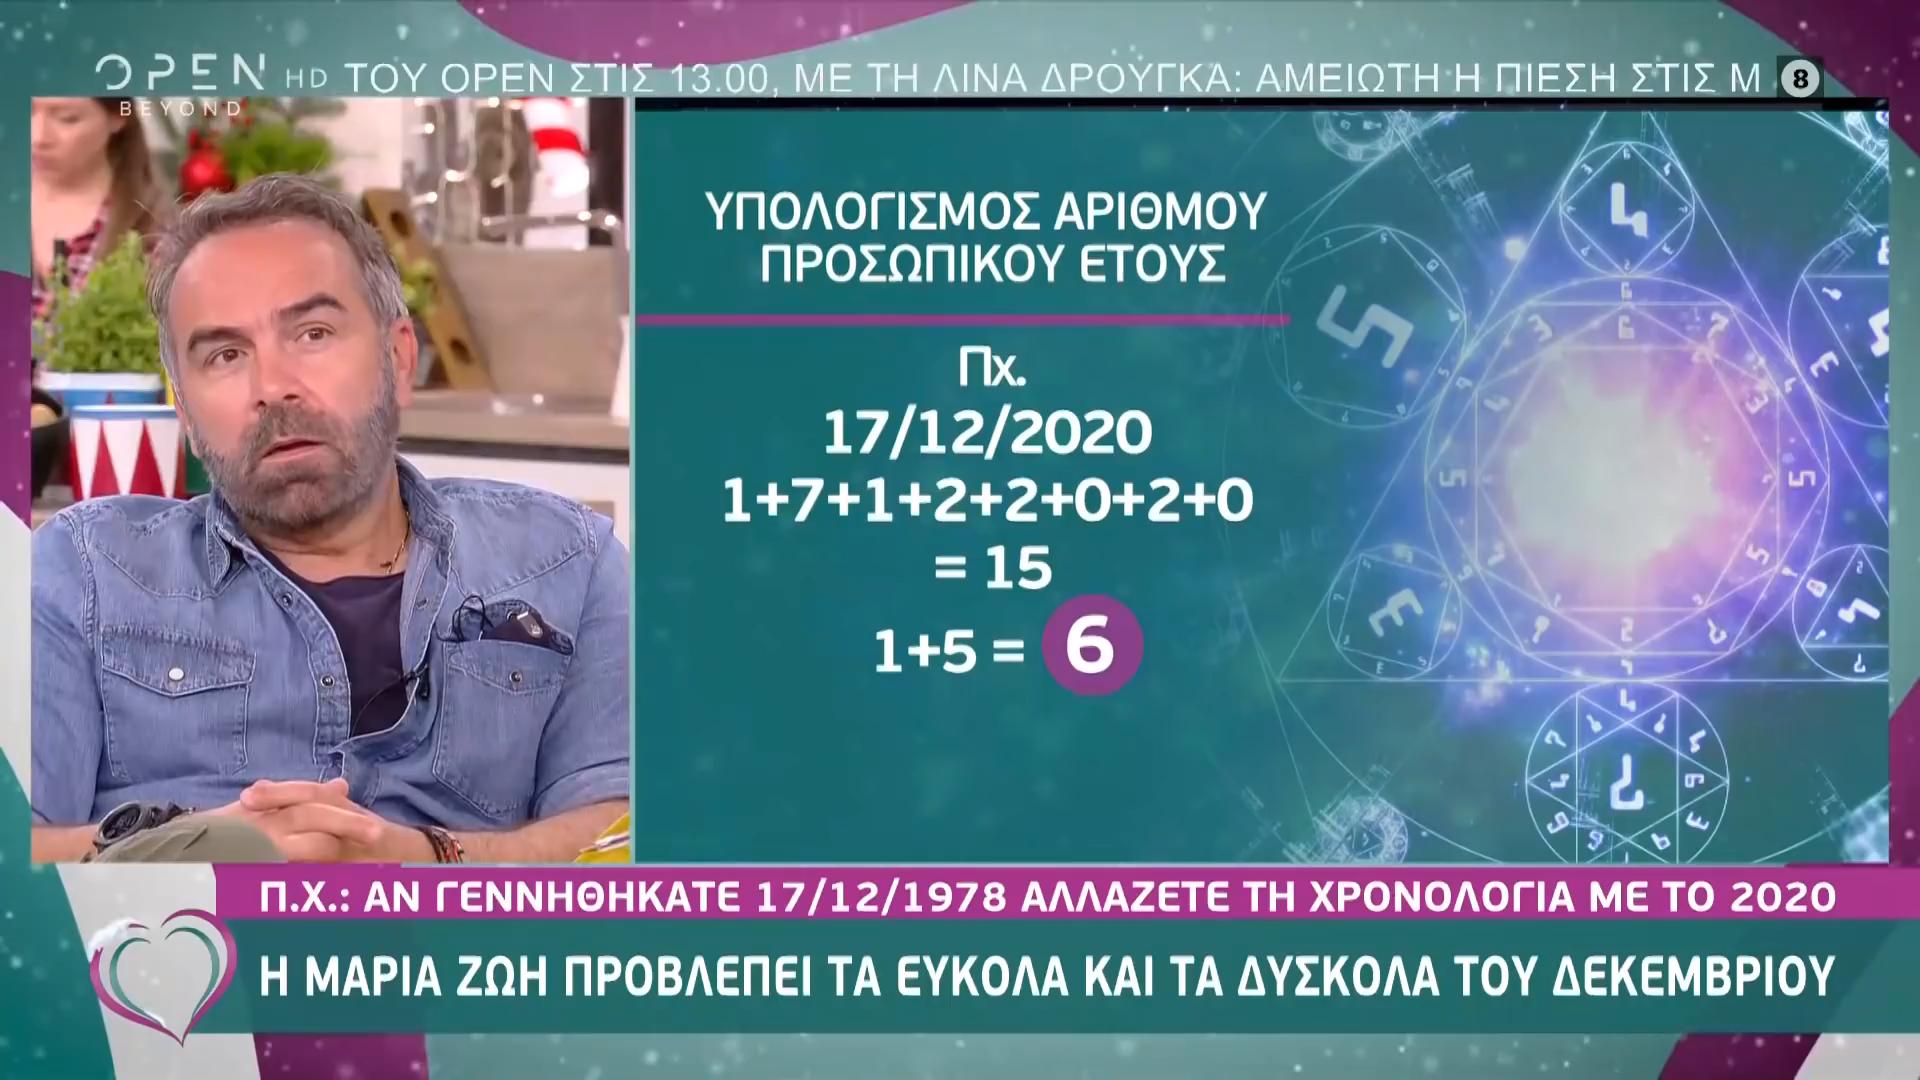 OPEN HD
BEYOND
ΤΟΥ OPEN ΣΤΙΣ 13.00, ΜΕ ΤΗ ΛΙΝΑ ΔΡΟΥΓΚΑ: ΑΜΕΙΩΤΗ Η ΠΙΕΣΗ ΣΤΙΣ Μ
8
ΥΠΟΛΟΓΙΣΜΟΣ ΑΡΙΘΜΟΥ
ΠΡΟΣΩΠΙΚΟΥ ΕΤΟΥΣ
Πχ.
17/12/2020
1+7+1+2+2+0+2+0
= 15
1+5 = 6
Π.Χ.: ΑΝ ΓΕΝΝΗΘΗΚΑΤΕ 17/12/1978 ΑΛΛΑΖΕΤΕ ΤΗ ΧΡΟΝΟΛΟΓΙΑ ΜΕ ΤΟ 2020
Η ΜΑΡΙΑ ΖΩΗ ΠΡΟΒΛΕΠΕΙ ΤΑ ΕΥΚΟΛΑ ΚΑΙ ΤΑ ΔΥΣΚΟΛΑ ΤΟΥ ΔΕΚΕΜΒΡΙΟΥ